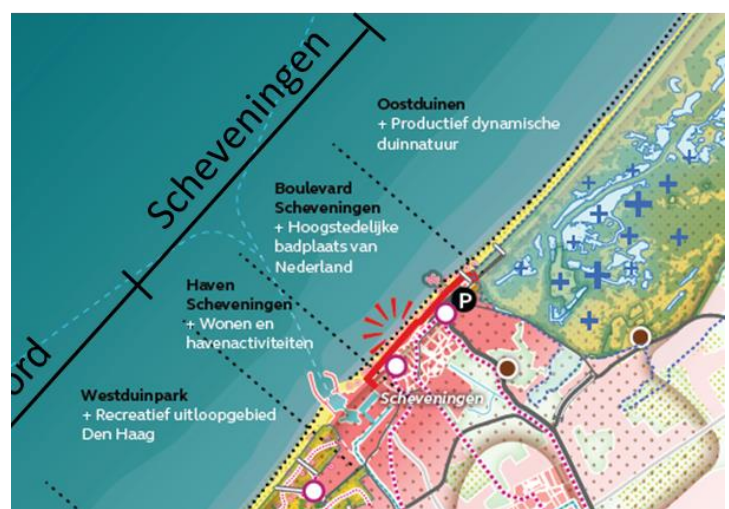 Scheveningen
ord
Oostduinen
+ Productief dynamische
duinnatuur
Boulevard
Scheveningen
+ Hoogstedelijke
badplaats van
Nederland
Haven
Scheveningen
+ Wonen en
havenactiviteiten
Westduinpark
+ Recreatief uitloopgebied
Den Haag
P
Scheveningen